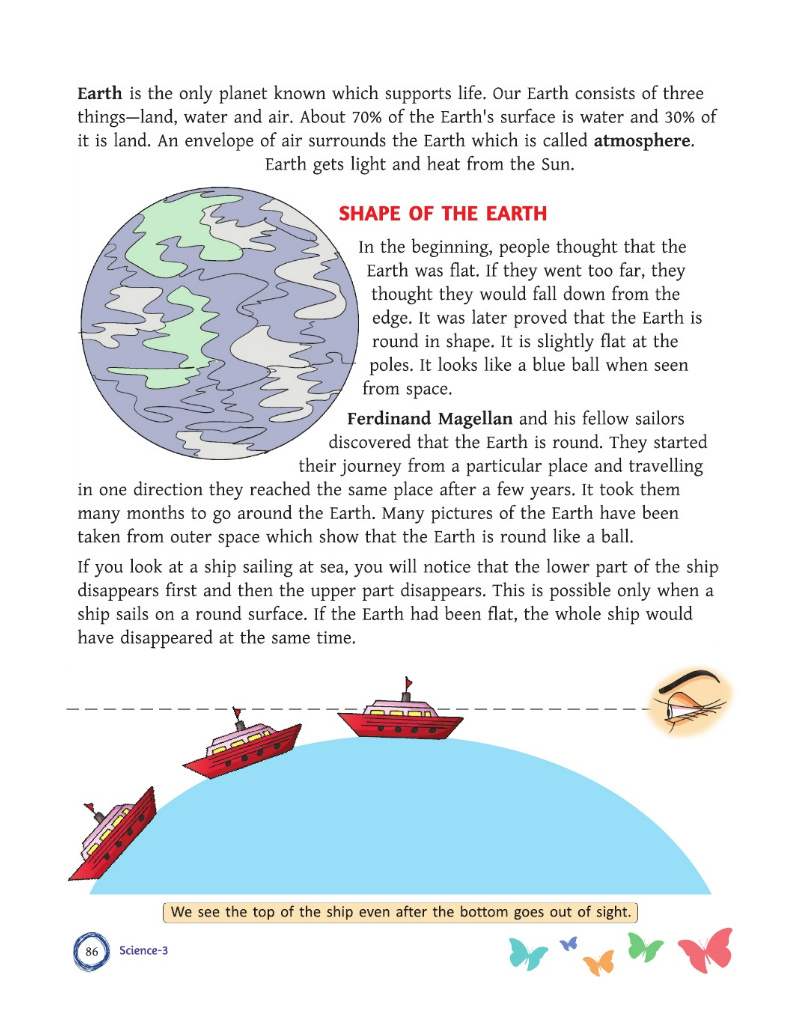 Earth is the only planet known which supports life. Our Earth consists of three
things—land, water and air. About 70% of the Earth's surface is water and 30% of
it is land. An envelope of air surrounds the Earth which is called atmosphere.
Earth gets light and heat from the Sun.
SHAPE OF THE EARTH
In the beginning, people thought that the
Earth was flat. If they went too far, they
thought they would fall down from the
edge. It was later proved that the Earth is
round in shape. It is slightly flat at the
poles. It looks like a blue ball when seen
from space.
Ferdinand Magellan and his fellow sailors
discovered that the Earth is round. They started
their journey from a particular place and travelling
in one direction they reached the same place after a few years. It took them
many months to go around the Earth. Many pictures of the Earth have been
taken from outer space which show that the Earth is round like a ball.
If you look at a ship sailing at sea, you will notice that the lower part of the ship
disappears first and then the upper part disappears. This is possible only when a
ship sails on a round surface. If the Earth had been flat, the whole ship would
have disappeared at the same time.
We see the top of the ship even after the bottom goes out of sight.
86 Science-3